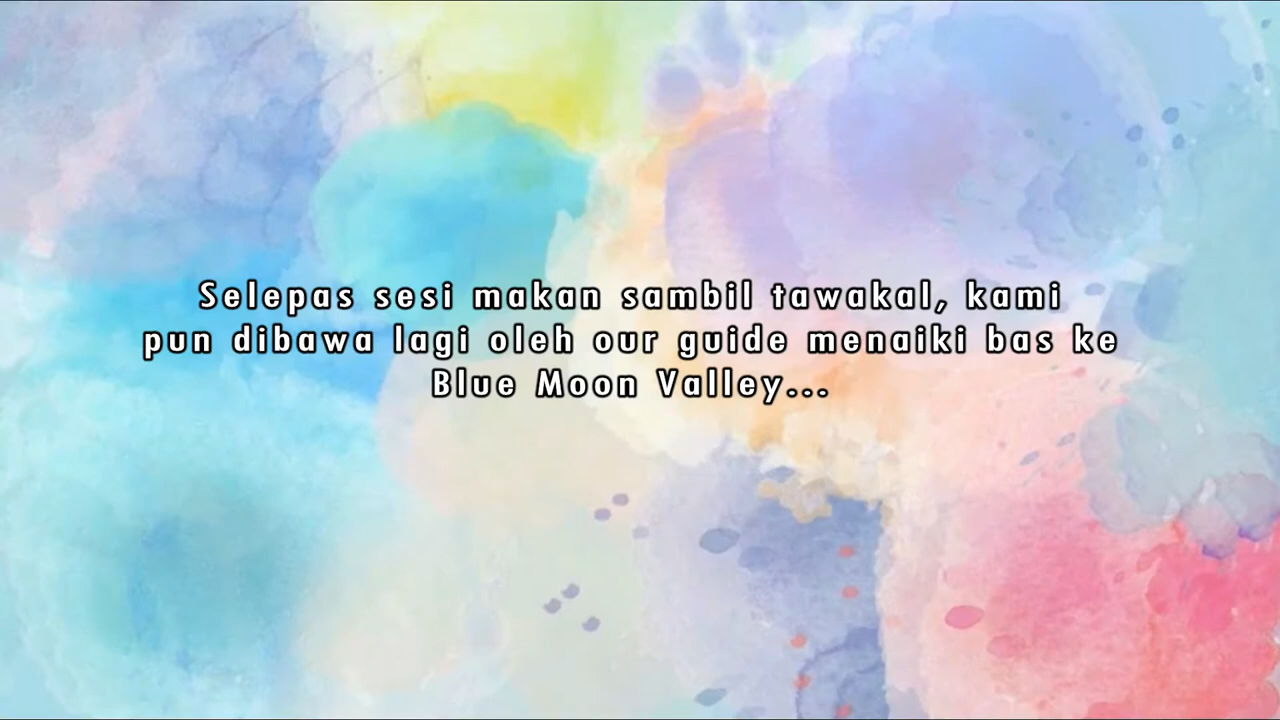 Selepas sesi makan sambil tawakal, kami
pun dibawa lagi oleh our guide menaiki bas ke
Blue Moon Valley...